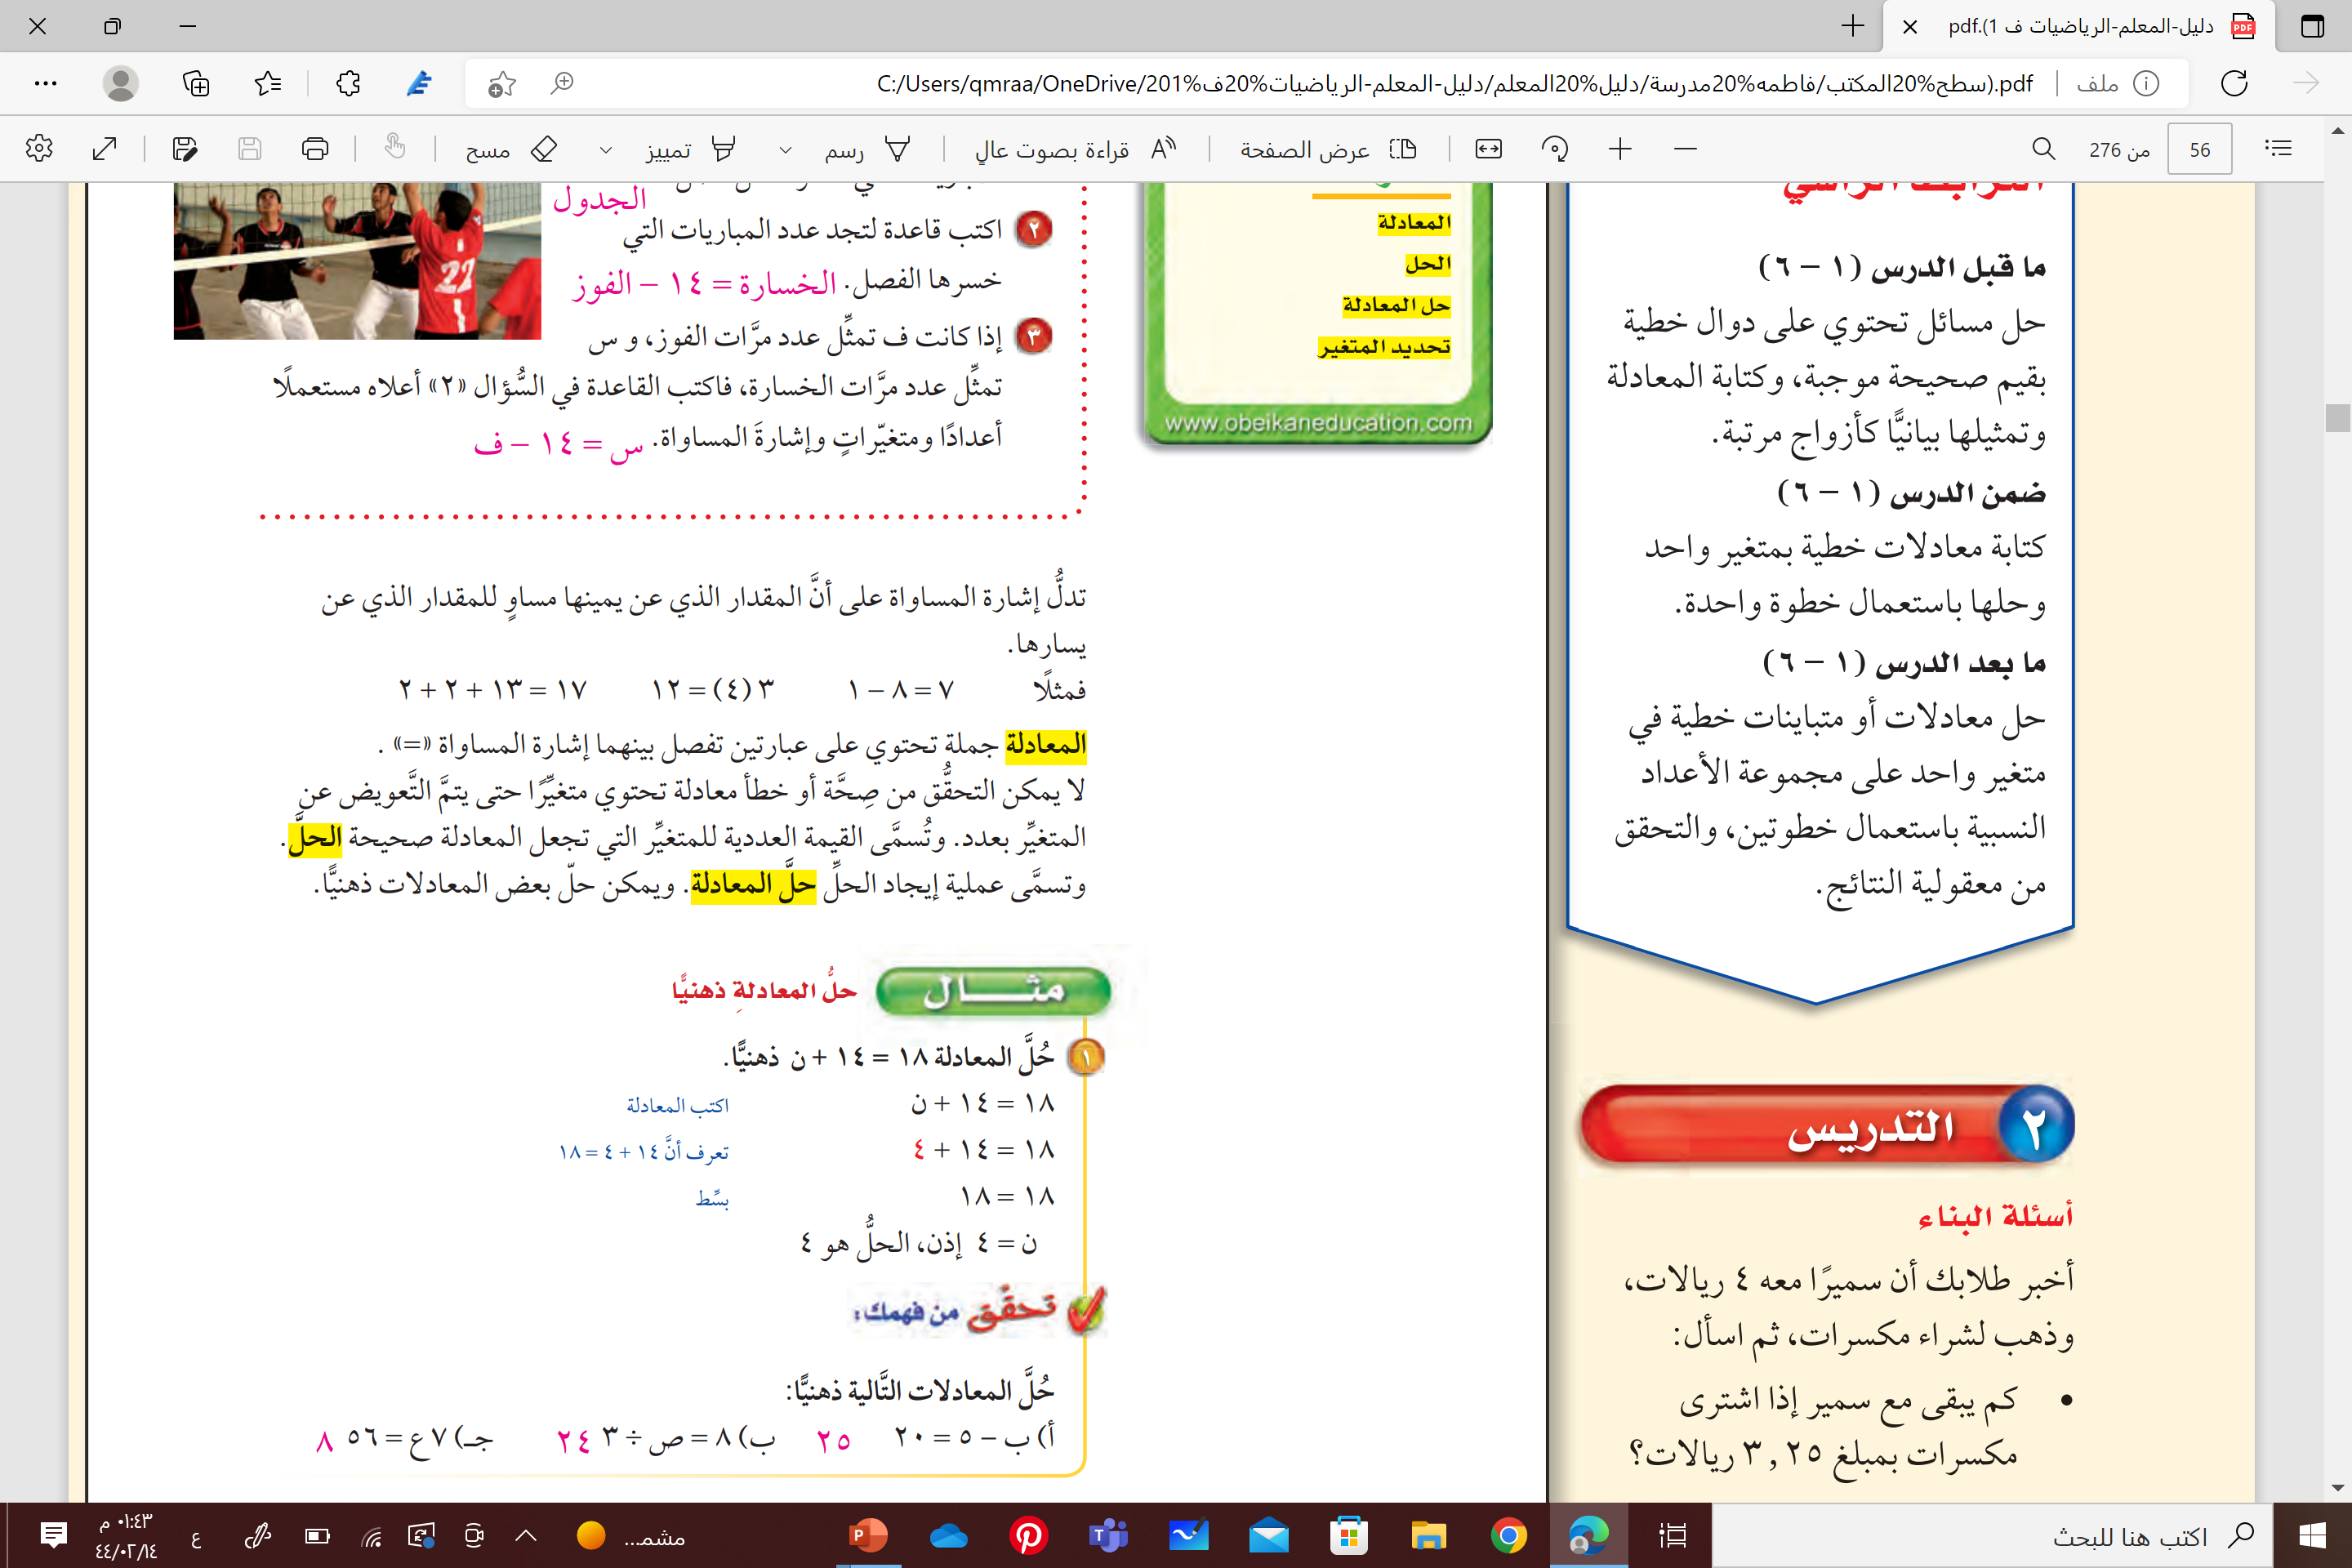 دليل-المعلم-الرياضيات ف 1).pdf
ملف
C:/Users/qmraa/OneDrive/سطح%20المكتب/فاطمه%20مدرسة/دليل%20المعلم/دليل-المعلم-الرياضيات%20ف%201).pdf
56
من 276
عرض الصفحة
قراءة بصوت عالٍ
رسم
تمييز
مسح
ما قبل الدرس (١ – ٦)
حل مسائل تحتوي على دوال خطية
بقيم صحيحة موجبة، وكتابة المعادلة
وتمثيلها بيانيًّا كأزواج مرتبة.
ضمن الدرس (١ – ٦)
كتابة معادلات خطية بمتغير واحد
وحلها باستعمال خطوة واحدة.
ما بعد الدرس (١ – ٦)
حل معادلات أو متباينات خطية في
متغير واحد على مجموعة الأعداد
النسبية باستعمال خطوتين، والتحقق
من معقولية النتائج.
٢ التدريس
أسئلة البناء
أخبر طلابك أن سميرًا معه ٤ ريالات،
وذهب لشراء مكسرات، ثم اسأل:
• كم يبقى مع سمير إذا اشترى
مكسرات بمبلغ ٣,٢٥ ريالات؟
المعادلة
الحل
حل المعادلة
تحديد المتغير
www.obeikaneducation.com
الجدول
٢ اكتب قاعدة لتجد عدد المباريات التي
خسرها الفصل. الخسارة = ١٤ – الفوز
٣ إذا كانت ف تمثِّل عدد مرَّات الفوز، و س
تمثِّل عدد مرَّات الخسارة، فاكتب القاعدة في السُّؤال «٢» أعلاه مستعملًا
أعدادًا ومتغيّراتٍ وإشارةَ المساواة. س = ١٤ – ف
22
1
تدلُّ إشارة المساواة على أنَّ المقدار الذي عن يمينها مساوٍ للمقدار الذي عن
يسارها.
فمثلًا ٧ = ٨ – ١ ٣ (٤) = ١٢ ١٧ = ١٣ + ٢ + ٢
المعادلة جملة تحتوي على عبارتين تفصل بينهما إشارة المساواة «=» .
لا يمكن التحقُّق من صِحَّة أو خطأ معادلة تحتوي متغيِّرًا حتى يتمَّ التَّعويض عن
المتغيِّر بعدد. وتُسمَّى القيمة العددية للمتغيِّر التي تجعل المعادلة صحيحة الحلَّ.
وتسمَّى عملية إيجاد الحلِّ حلَّ المعادلة. ويمكن حلّ بعض المعادلات ذهنيًّا.
مثـــال حلُّ المعادلةِ ذهنيًّا
١ حُلَّ المعادلة ١٨ = ١٤ + ن ذهنيًّا.
١٨ = ١٤ + ن اكتب المعادلة
١٨ = ١٤ + ٤ تعرف أنَّ ١٤ + ٤ = ١٨
١٨ = ١٨ بسِّط
ن = ٤ إذن، الحلُّ هو ٤
تحقَّق من فهمك:
حُلَّ المعادلات التَّالية ذهنيًّا:
أ) ب – ٥ = ٢٠ ٢٥ ب) ٨ = ص ÷ ٣ ٢٤ جـ) ٧ع = ٥٦ ٨
اكتب هنا للبحث
مشمـ...
ع
٠١:٤٣ م
٤٤/٠٢/١٤